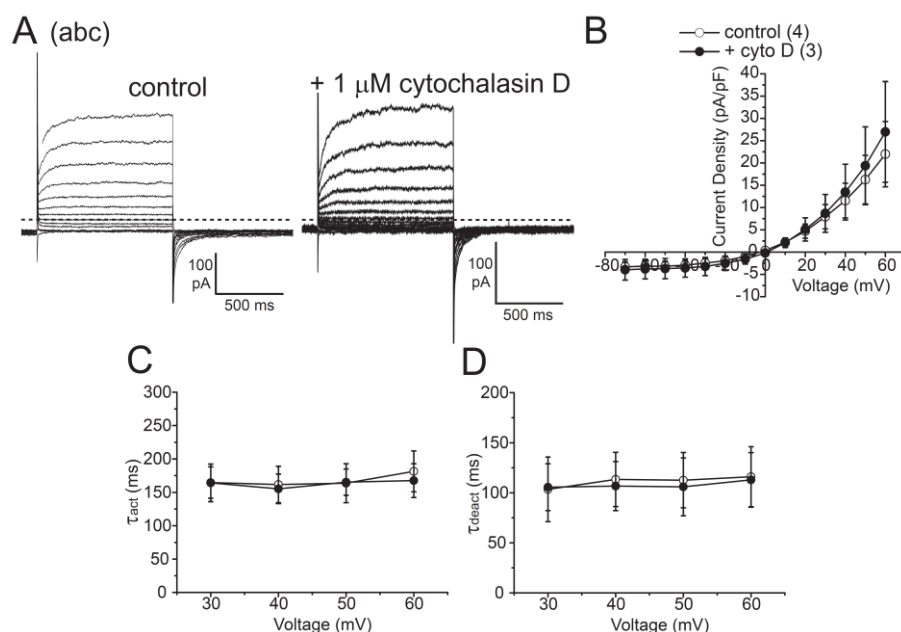 A (abc)
control
+ 1 μM cytochalasin D
100
pA
500 ms
100
pA
500 ms
B
control (4)
+ cyto D (3)
Current Density (pA/pF)
40
35
30
25
20
15
10
5
0
-5
-10
-80
0
20
40
60
Voltage (mV)
C
τact (ms)
300
250
200
150
100
50
0
30 40 50 60
Voltage (mV)
D
τdeact (ms)
200
150
100
50
0
30 40 50 60
Voltage (mV)